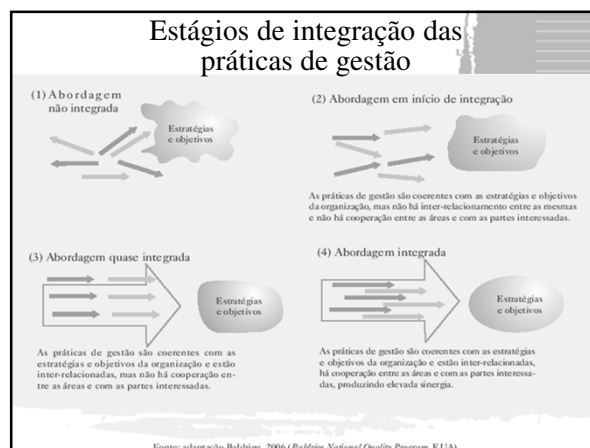 Estágios de integração das
práticas de gestão
(1) Abordagem
não integrada
Estratégias
e objetivos
(2) Abordagem em início de integração
Estratégias
e objetivos
As práticas de gestão são coerentes com as estratégias e objetivos
da organização, mas não há inter-relacionamento entre as mesmas
e não há cooperação entre as áreas e com as partes interessadas.
(3) Abordagem quase integrada
Estratégias
e objetivos
As práticas de gestão são coerentes com as
estratégias e objetivos da organização e estão
inter-relacionadas, mas não há cooperação en-
tre as áreas e com as partes interessadas.
(4) Abordagem integrada
Estratégias
e objetivos
As práticas de gestão são coerentes com as estratégias
e objetivos da organização e estão inter-relacionadas,
há cooperação entre as áreas e com as partes interessa-
das, produzindo elevada sinergia.
Fonte: adaptação Baldrige, 2006 (Baldrige National Quality Program, EUA)